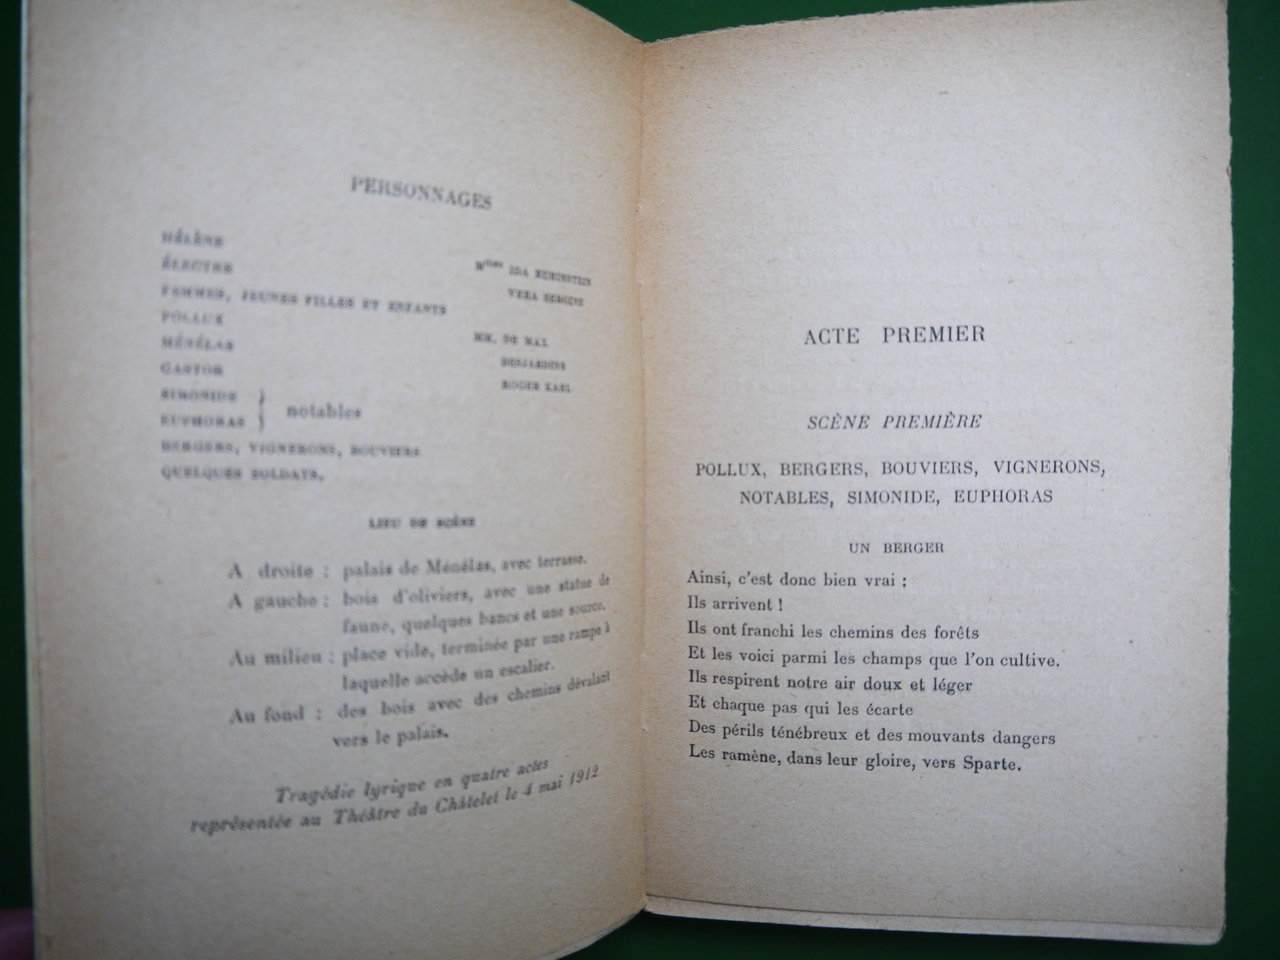 PERSONNAGES
HÉLÈNE
Mmes IDA RUBINSTEIN
ÉLECTRE
VERA SERGINE
FEMMES, JEUNES FILLES ET ENFANTS
POLLUX
MM. DE MAX
MÉNÉLAS
DESJARDINS
CASTOR
ROGER KARL
SIMONIDE
EUPHORAS
notables
BERGERS, VIGNERONS, BOUVIERS
QUELQUES SOLDATS.
LIEU DE SCÈNE
A droite : palais de Ménélas, avec terrasse.
A gauche : bois d'oliviers, avec une statue de
faune, quelques bancs et une source.
Au milieu : place vide, terminée par une rampe à
laquelle accède un escalier.
Au fond : des bois avec des chemins dévalant
vers le palais.
Tragédie lyrique en quatre actes
représentée au Théâtre du Châtelet le 4 mai 1912
ACTE PREMIER
SCÈNE PREMIÈRE
POLLUX, BERGERS, BOUVIERS, VIGNERONS,
NOTABLES, SIMONIDE, EUPHORAS
UN BERGER
Ainsi, c'est donc bien vrai :
Ils arrivent !
Ils ont franchi les chemins des forêts
Et les voici parmi les champs que l'on cultive.
Ils respirent notre air doux et léger
Et chaque pas qui les écarte
Des périls ténébreux et des mouvants dangers
Les ramène, dans leur gloire, vers Sparte.